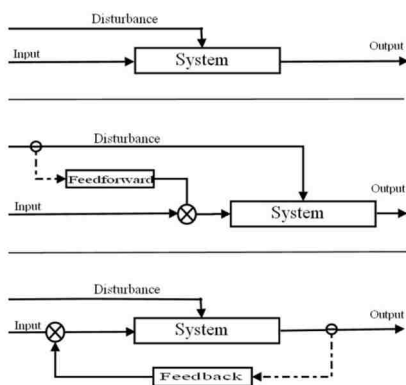 Disturbance
Input
System
Output
Disturbance
Feedforward
Input
System
Output
Disturbance
Input
System
Output
Feedback